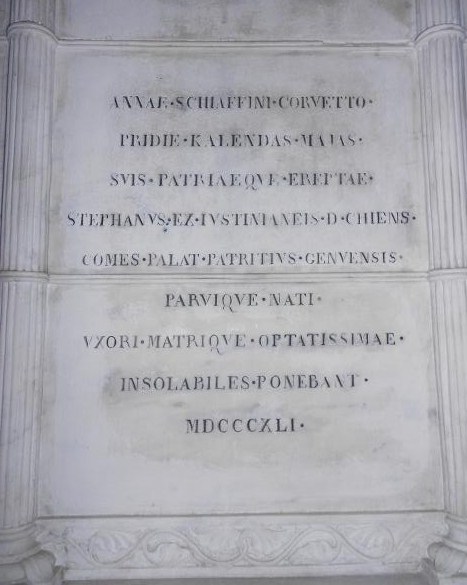 ANNAE·SCHIAFFINI·CORVETTO·
PRIDIE·KALENDAS·MAIAS·
SVIS·PATRIAEQVE·EREPTAE·
STEPHANVS·EX·IVSTINIANEIS·D·CHIENS·
COMES·PALAT·PATRITIVS·GENVENSIS·
PARVIQVE·NATI·
VXORI·MATRIQVE·OPTATISSIMAE·
INSOLABILES·PONEBANT·
MDCCCXLI·